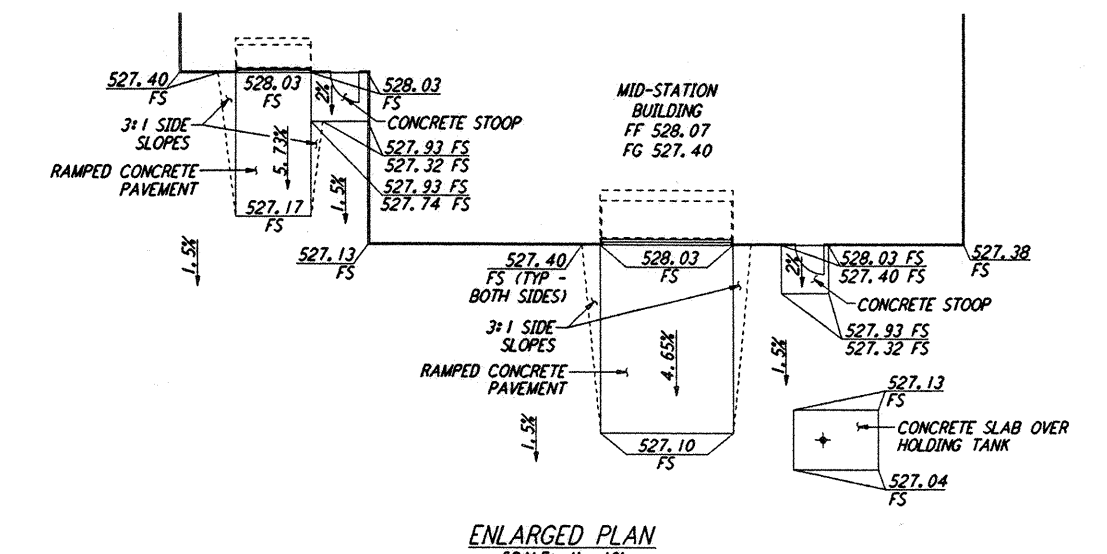 527.40
FS
528.03
FS
2%
528.03
FS
CONCRETE STOOP
3:1 SIDE
SLOPES
5.73%
527.93 FS
527.32 FS
RAMPED CONCRETE
PAVEMENT
527.93 FS
527.74 FS
1.5%
527.17
FS
1.5%
527.13
FS
MID-STATION
BUILDING
FF 528.07
FG 527.40
527.40
FS (TYP -
BOTH SIDES)
528.03
FS
2%
528.03 FS
527.40 FS
527.38
FS
CONCRETE STOOP
3:1 SIDE
SLOPES
527.93 FS
527.32 FS
RAMPED CONCRETE
PAVEMENT
4.65%
1.5%
1.5%
527.10
FS
527.13
FS
CONCRETE SLAB OVER
HOLDING TANK
527.04
FS
ENLARGED PLAN